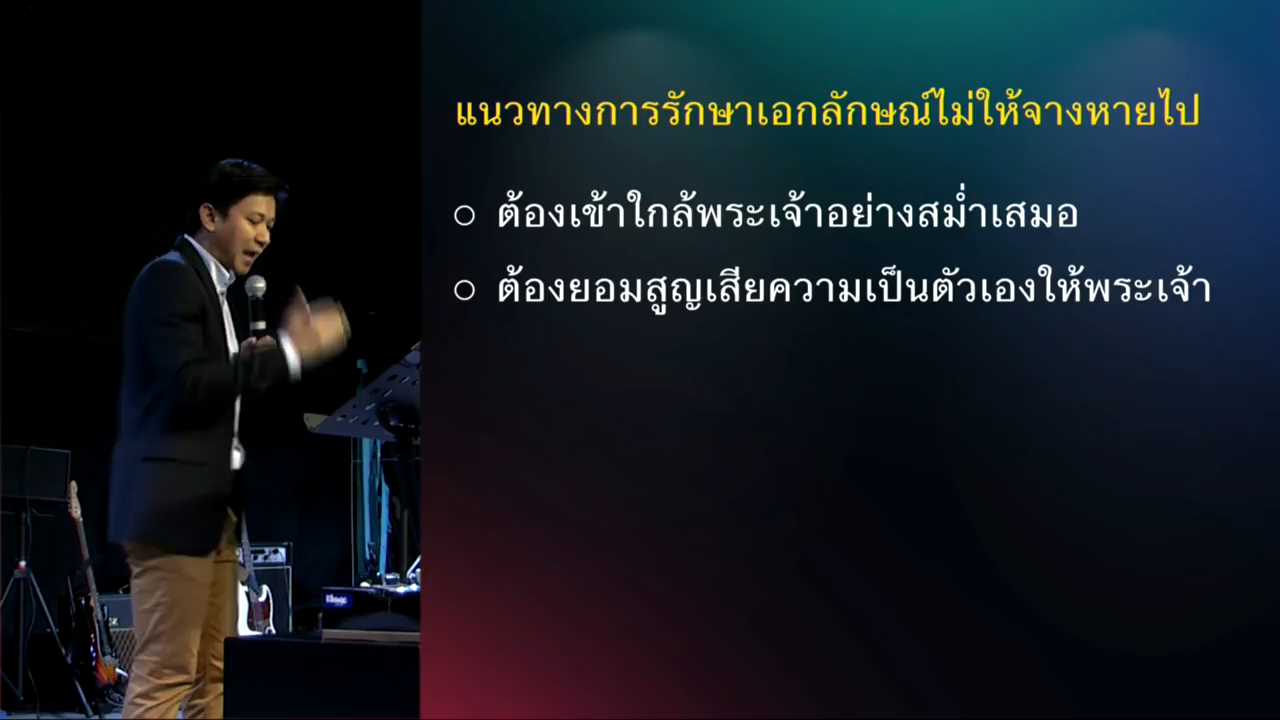 แนวทางการรักษาเอกลักษณ์ไม่ให้จางหายไป
ต้องเข้าใกล้พระเจ้าอย่างสม่ำเสมอ
ต้องยอมสูญเสียความเป็นตัวเองให้พระเจ้า